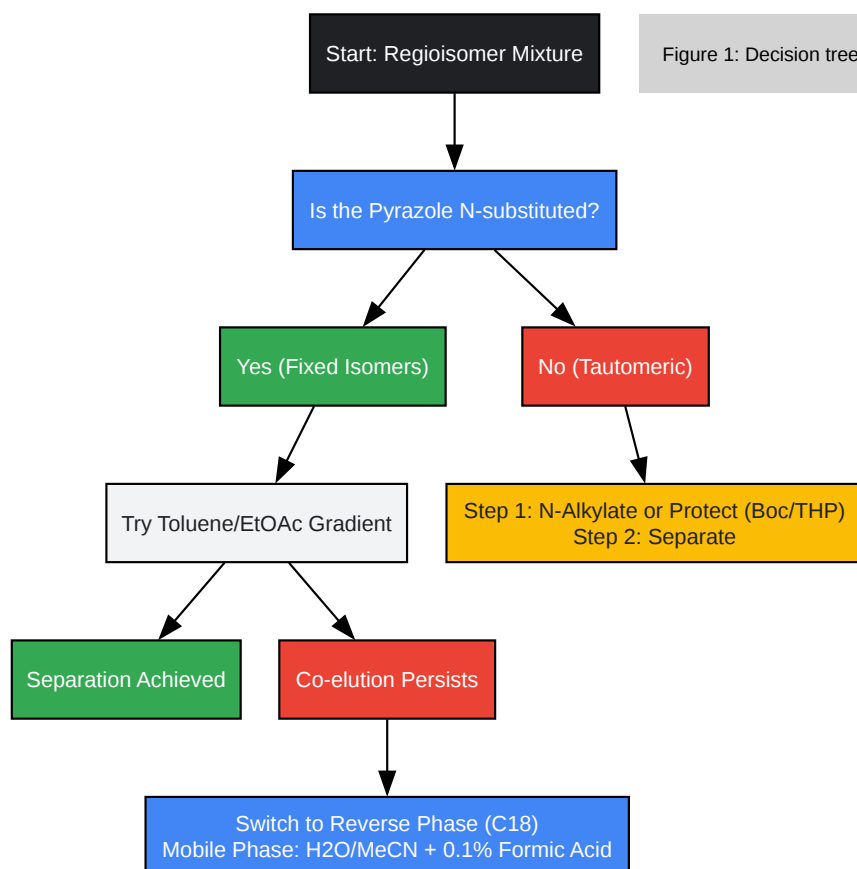 Start: Regioisomer Mixture
Figure 1: Decision tree
Is the Pyrazole N-substituted?
Yes (Fixed Isomers)
No (Tautomeric)
Try Toluene/EtOAc Gradient
Step 1: N-Alkylate or Protect (Boc/THP)
Step 2: Separate
Separation Achieved
Co-elution Persists
Switch to Reverse Phase (C18)
Mobile Phase: H2O/MeCN + 0.1% Formic Acid